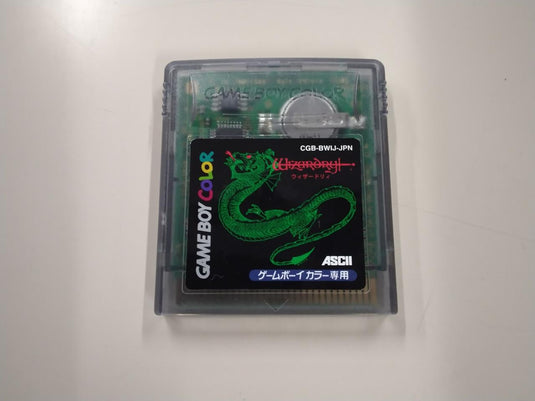 GAME BOY COLOR
CGB-BWIJ-JPN
Wizardry
ウィザードリィ
GAME BOY COLOR
ASCII
ゲームボーイカラー専用